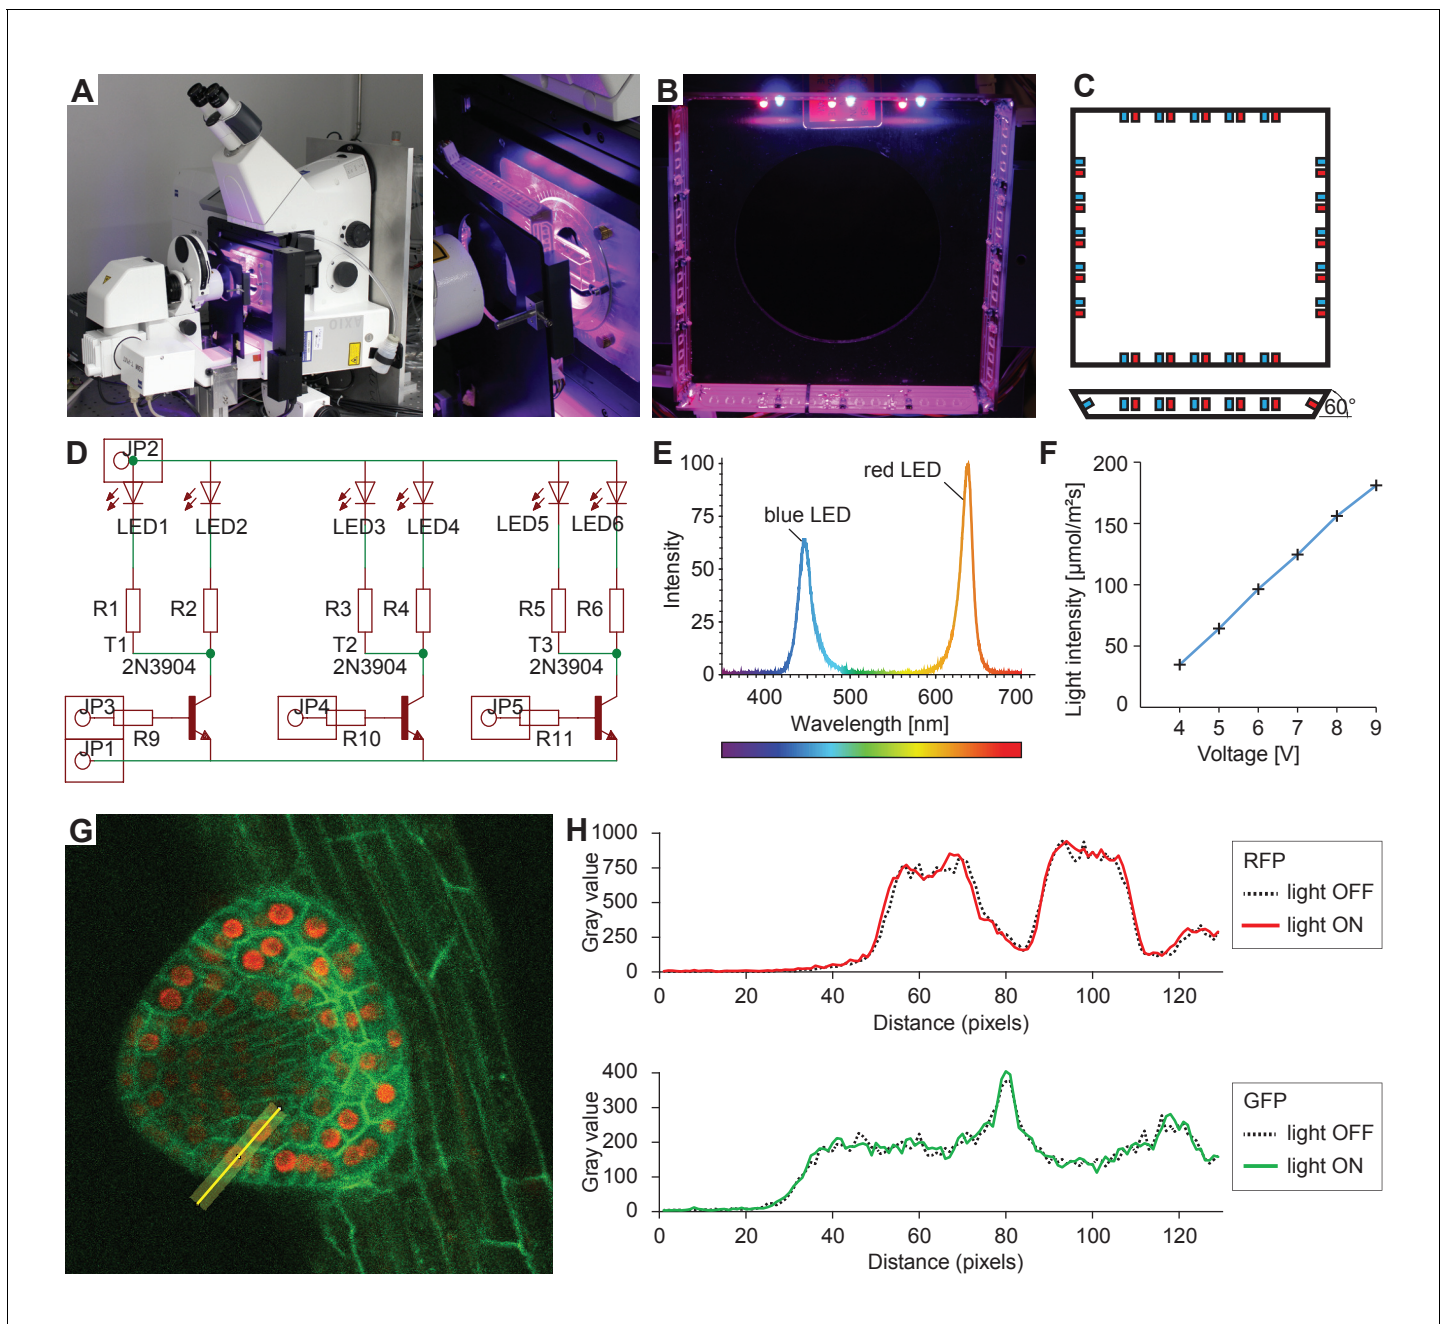 A
B
C
60°
D
JP2
LED1
LED2
LED3
LED4
LED5
LED6
R1
R2
R3
R4
R5
R6
T1
T2
T3
2N3904
2N3904
2N3904
JP3
JP4
JP5
R9
R10
R11
JP1
E
100
75
50
25
0
Intensity
red LED
blue LED
400
500
600
700
Wavelength [nm]
F
200
150
100
50
0
Light intensity [µmol/m²s]
4
5
6
7
8
9
Voltage [V]
G
H
1000
750
500
250
0
Gray value
0
20
40
60
80
100
120
Distance (pixels)
RFP
light OFF
light ON
400
300
200
100
0
Gray value
0
20
40
60
80
100
120
Distance (pixels)
GFP
light OFF
light ON
AXIO